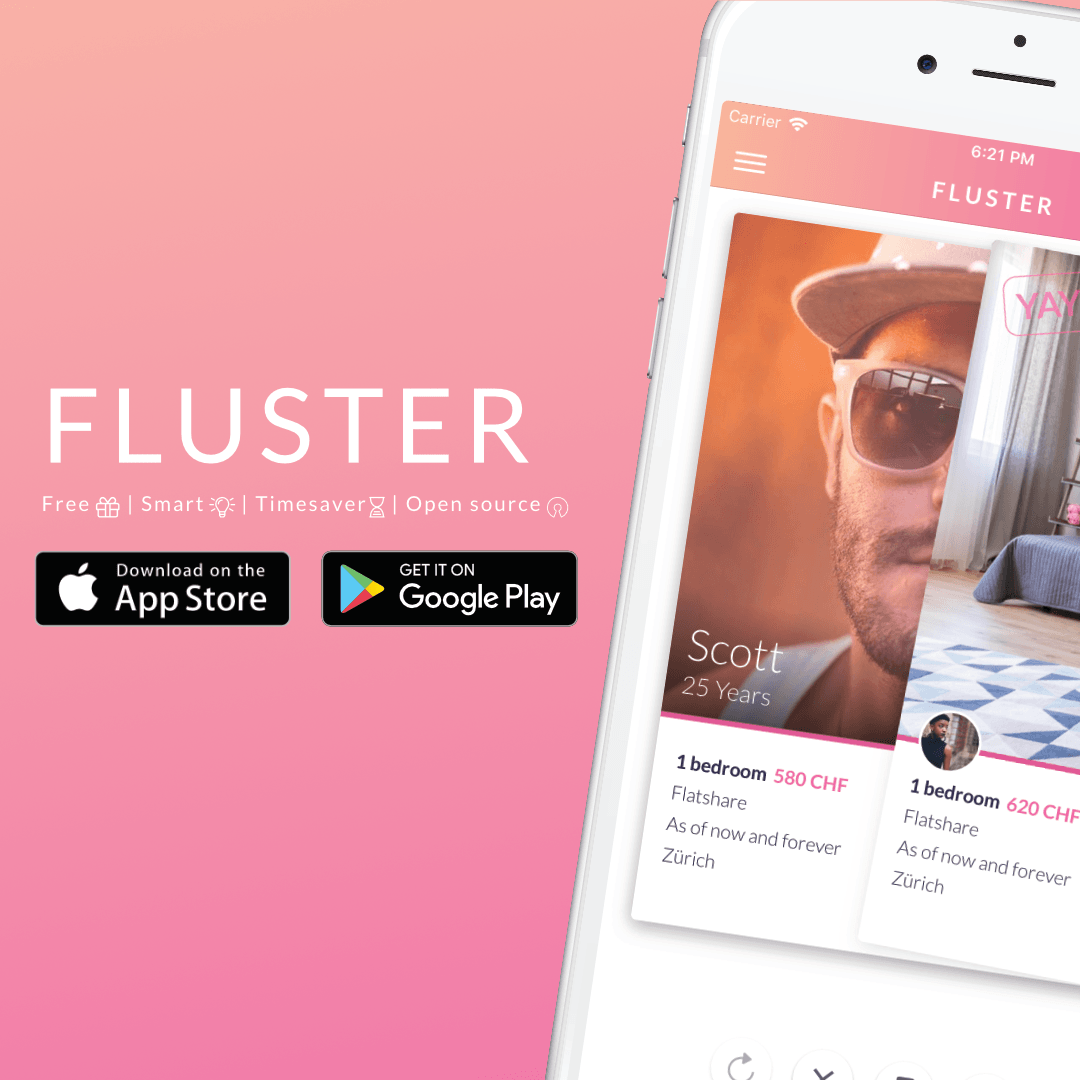 FLUSTER
Free | Smart | Timesaver | Open source
Download on the
App Store
GET IT ON
Google Play
Carrier
6:21 PM
FLUSTER
YAY
Scott
25 Years
1 bedroom 580 CHF
Flatshare
As of now and forever
Zürich
1 bedroom 620 CHF
Flatshare
As of now and forever
Zürich